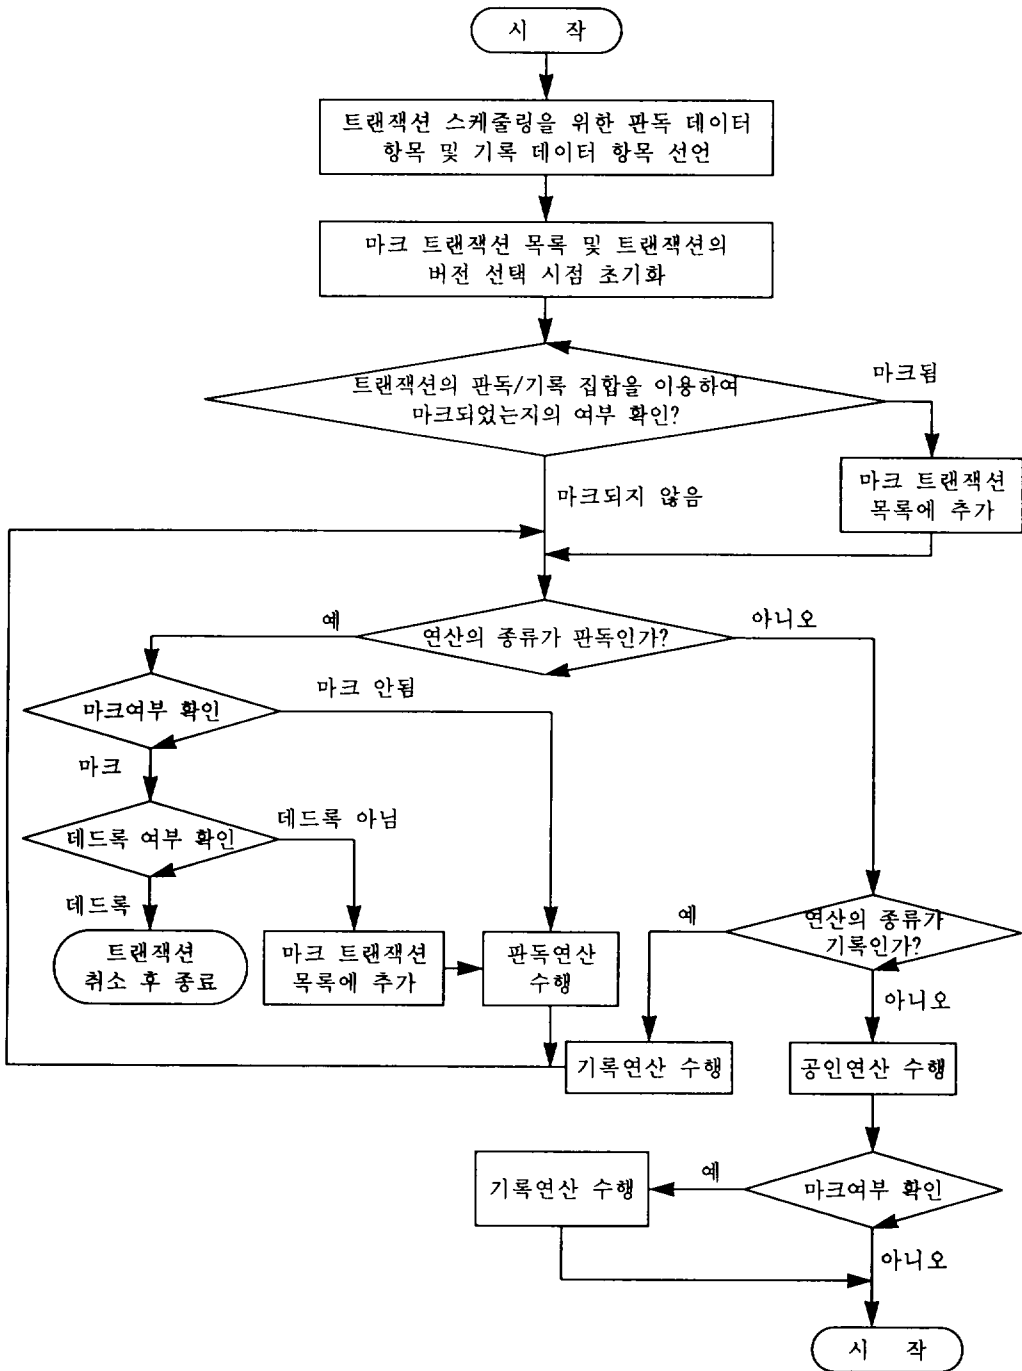 시 작
트랜잭션 스케줄링을 위한 판독 데이터
항목 및 기록 데이터 항목 선언
마크 트랜잭션 목록 및 트랜잭션의
버전 선택 시점 초기화
트랜잭션의 판독/기록 집합을 이용하여
마크되었는지의 여부 확인?
마크됨
마크 트랜잭션
목록에 추가
마크되지 않음
예
연산의 종류가 판독인가?
아니오
마크여부 확인
마크 안됨
마크
데드록 여부 확인
데드록 아님
데드록
트랜잭션
취소 후 종료
마크 트랜잭션
목록에 추가
판독연산
수행
예
연산의 종류가
기록인가?
아니오
기록연산 수행
공인연산 수행
기록연산 수행
예
마크여부 확인
아니오
시 작